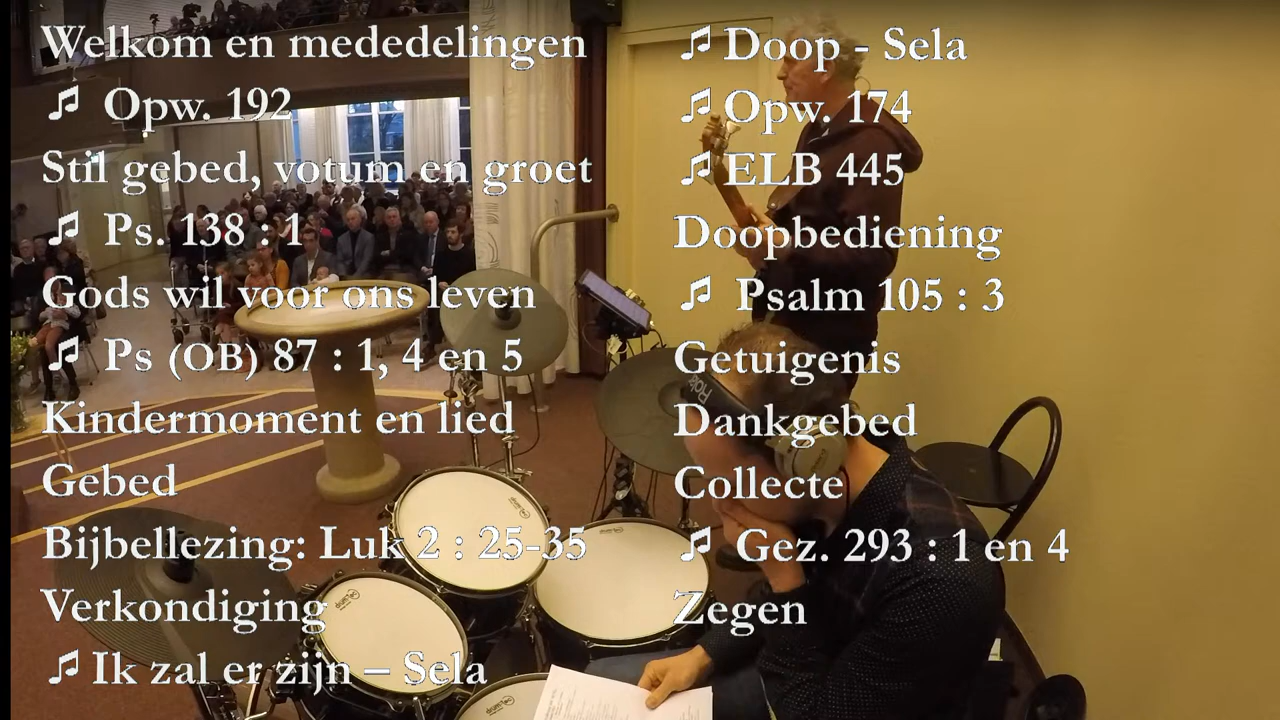 Welkom en mededelingen
♫ Opw. 192
Stil gebed, votum en groet
♫ Ps. 138 : 1
Gods wil voor ons leven
♫ Ps (OB) 87 : 1, 4 en 5
Kindermoment en lied
Gebed
Bijbellezing: Luk 2 : 25-35
Verkondiging
♫ Ik zal er zijn – Sela
♫ Doop - Sela
♫ Opw. 174
♫ ELB 445
Doopbediening
♫ Psalm 105 : 3
Getuigenis
Dankgebed
Collecte
♫ Gez. 293 : 1 en 4
Zegen